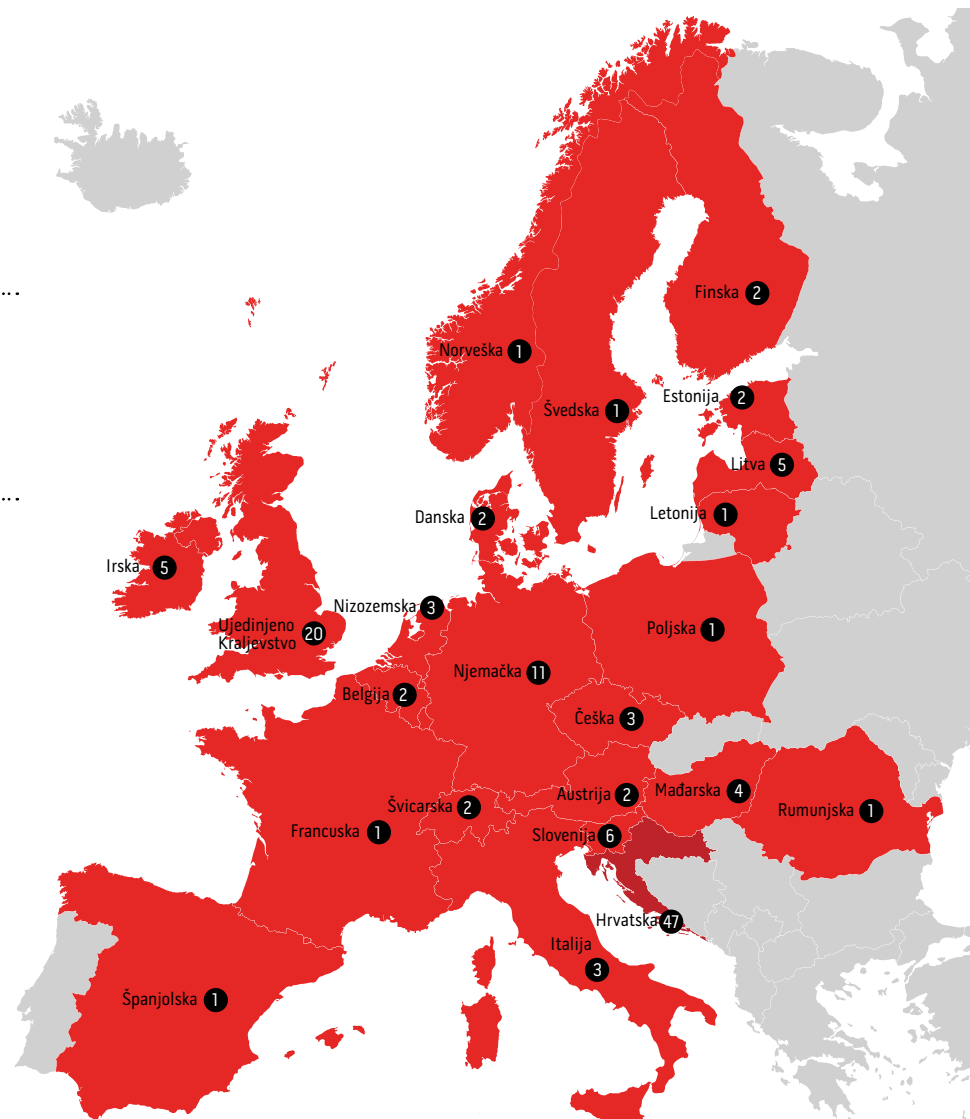 ...
Finska 2
Norveška 1
Estonija 2
Švedska 1
Litva 5
...
Letonija 1
Danska 2
Irska 5
Nizozemska 3
Ujedinjeno
Kraljevstvo 20
Poljska 1
Njemačka 11
Belgija 2
Češka 3
Austrija 2
Mađarska 4
Švicarska 2
Rumunjska 1
Francuska 1
Slovenija 6
Hrvatska 47
Italija
3
Španjolska 1